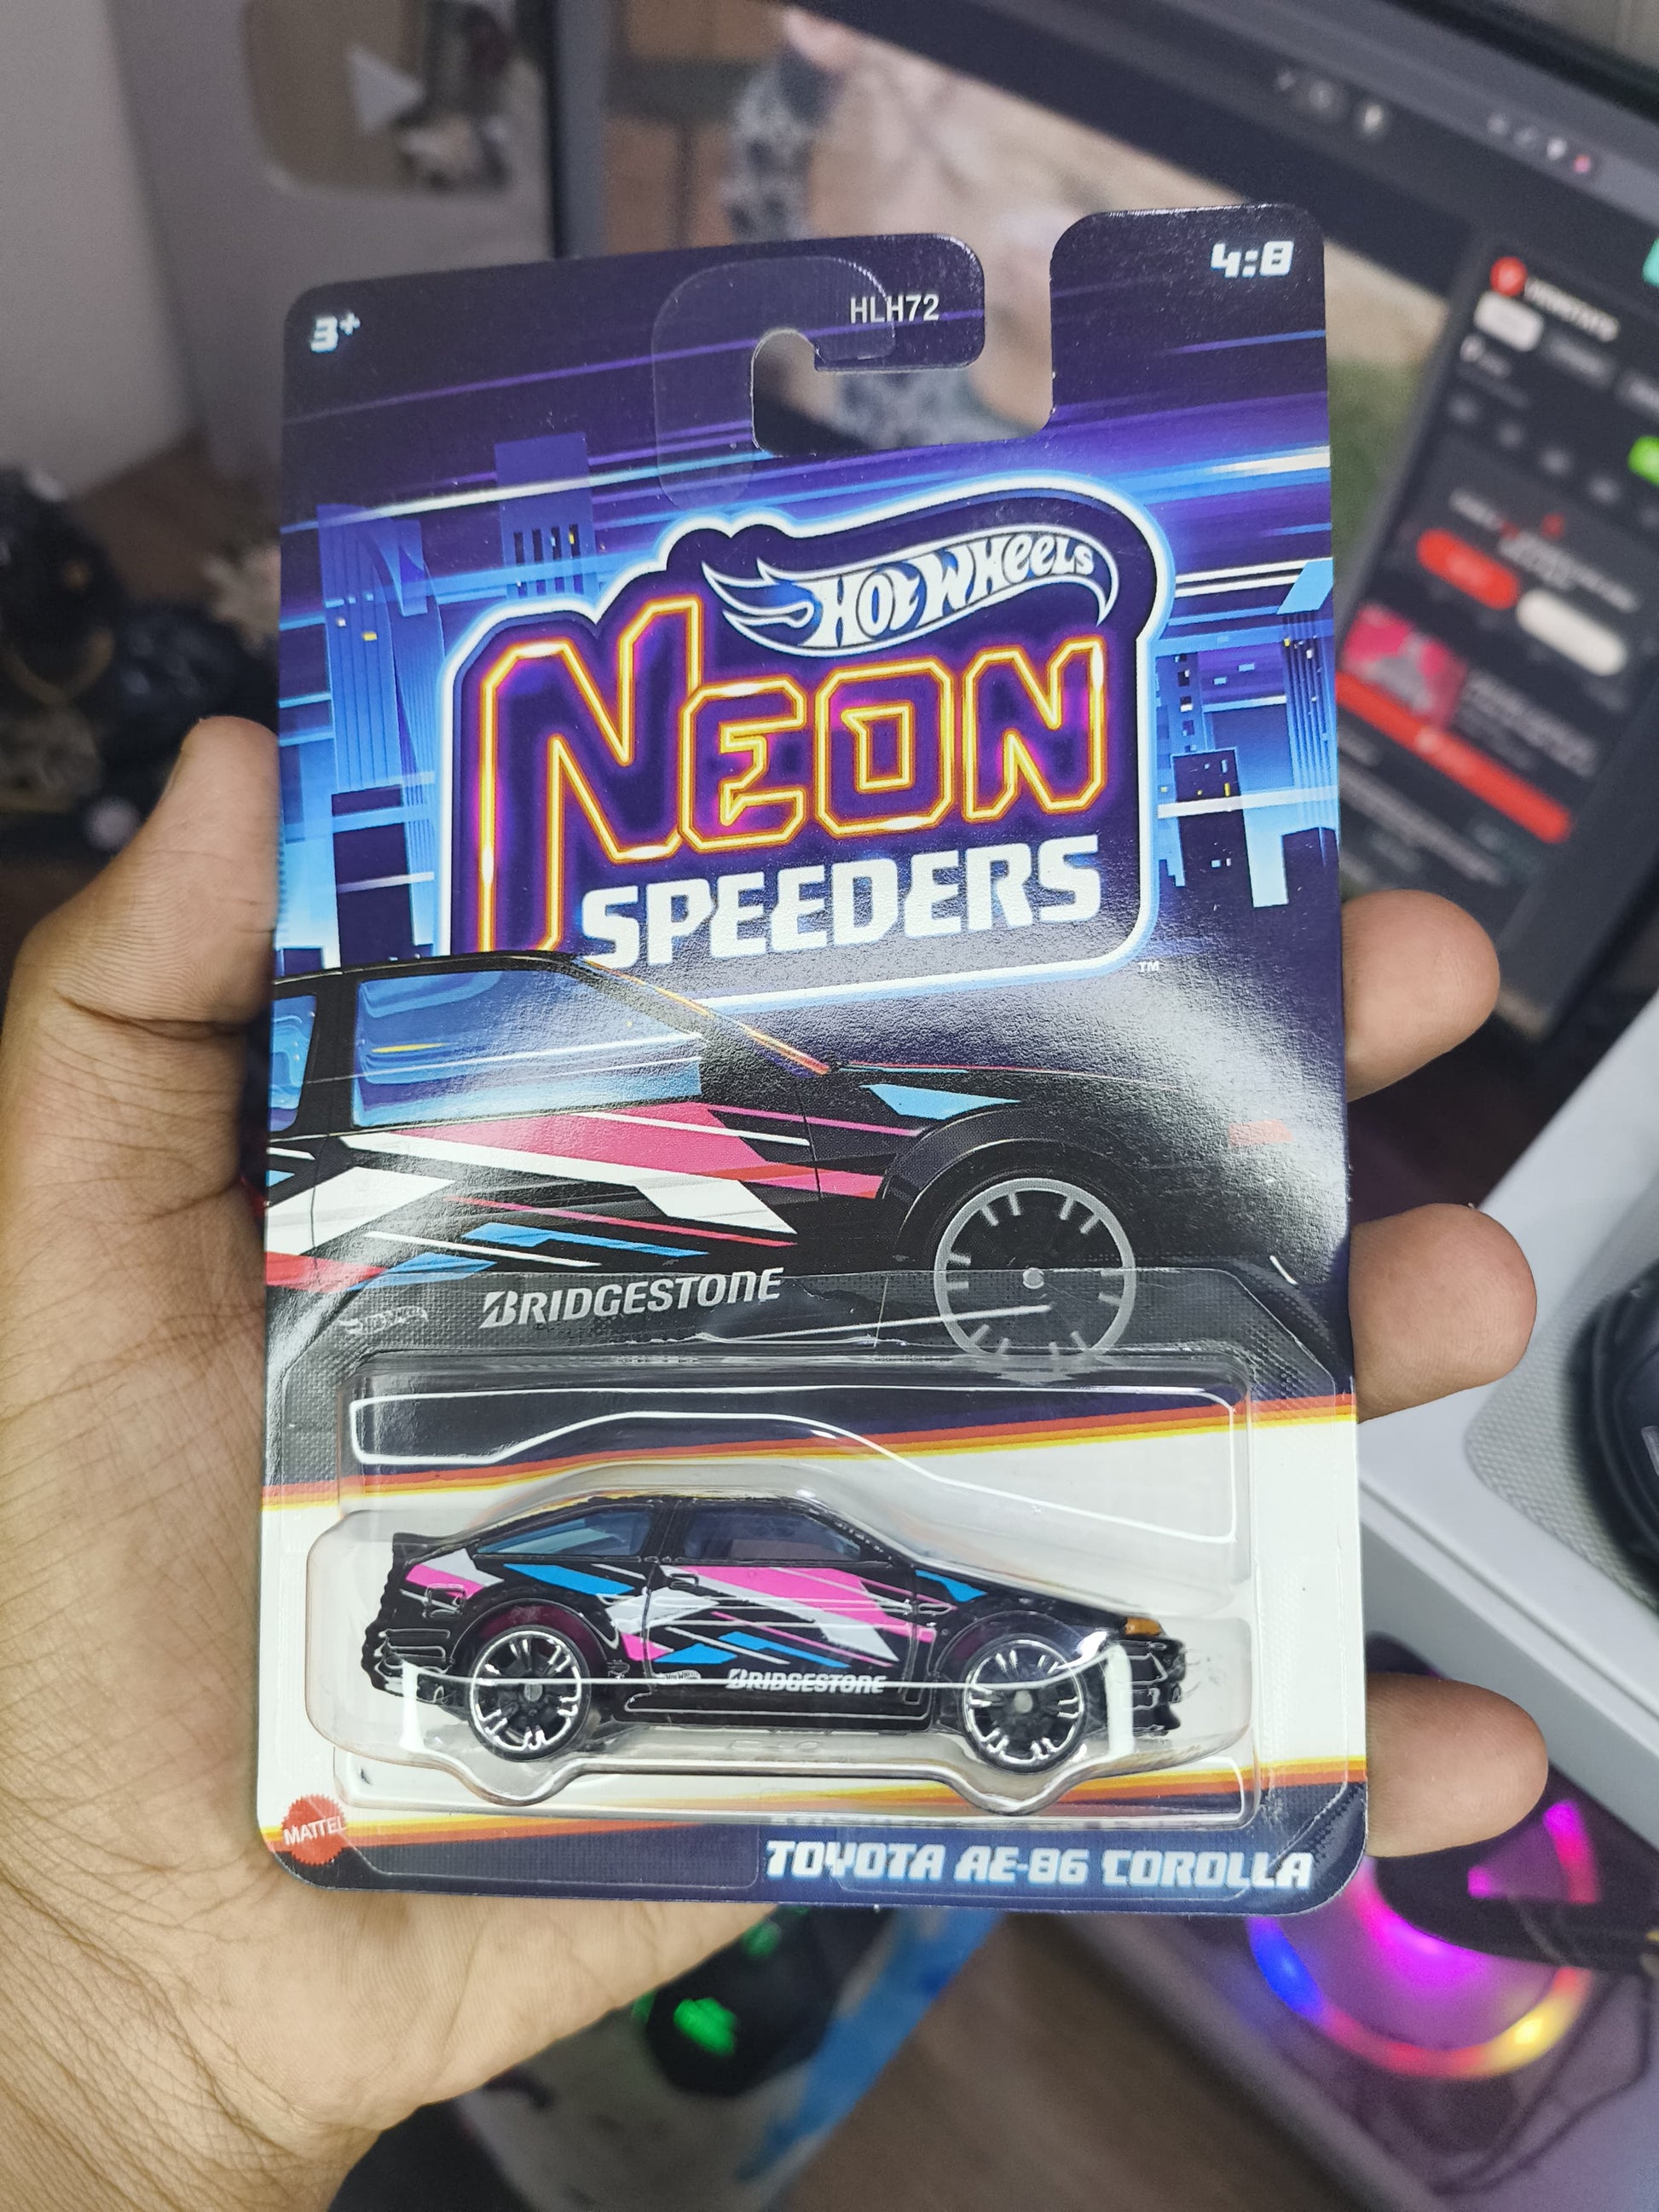 4:8
HLH72
3+
HOT WHEELS
NEON
SPEEDERS
TM
BRIDGESTONE
BRIDGESTONE
MATTEL
TOYOTA AE-86 COROLLA